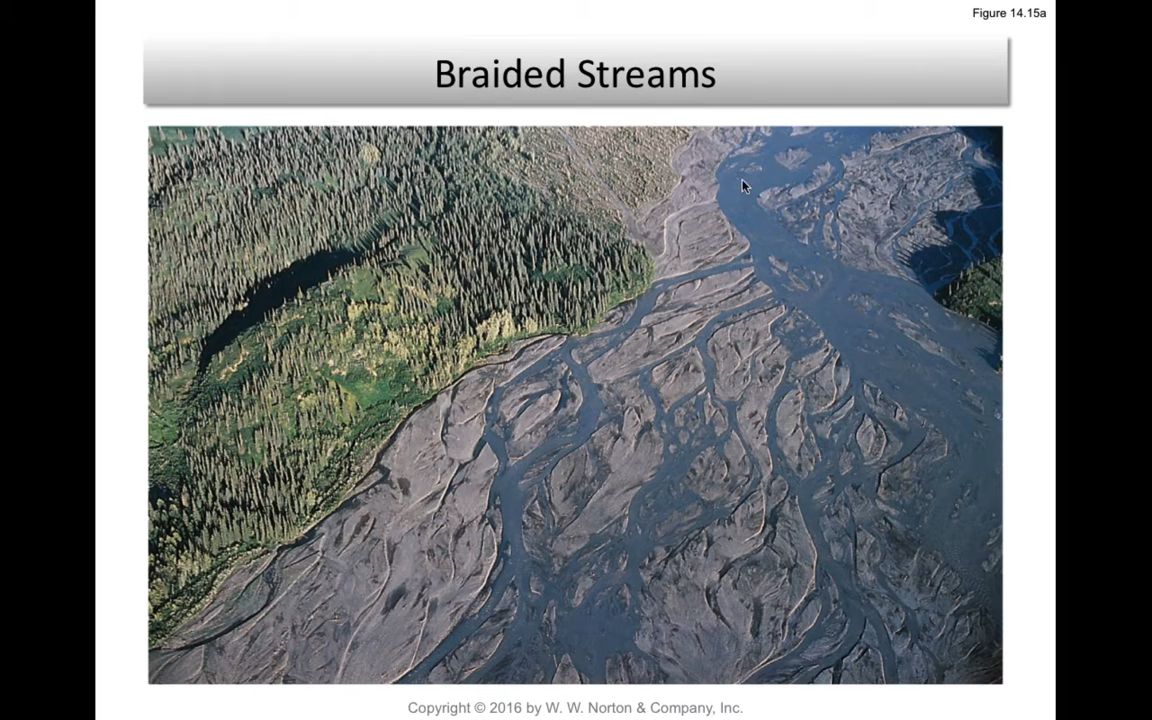 Figure 14.15a
Braided Streams
Copyright © 2016 by W. W. Norton & Company, Inc.